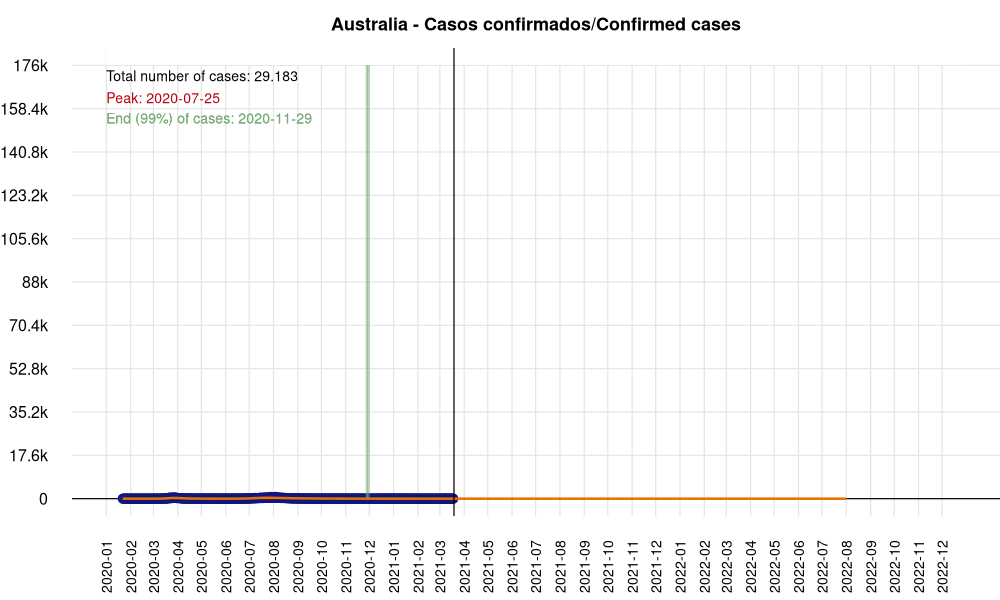 Australia - Casos confirmados/Confirmed cases
176k
Total number of cases: 29.183
Peak: 2020-07-25
158.4k
End (99%) of cases: 2020-11-29
140.8k
123.2k
105.6k
88k
70.4k
52.8k
35.2k
17.6k
0
2020-01
2020-02
2020-03
2020-04
2020-05
2020-06
2020-07
2020-08
2020-09
2020-10
2020-11
2020-12
2021-01
2021-02
2021-03
2021-04
2021-05
2021-06
2021-07
2021-08
2021-09
2021-10
2021-11
2021-12
2022-01
2022-02
2022-03
2022-04
2022-05
2022-06
2022-07
2022-08
2022-09
2022-10
2022-11
2022-12